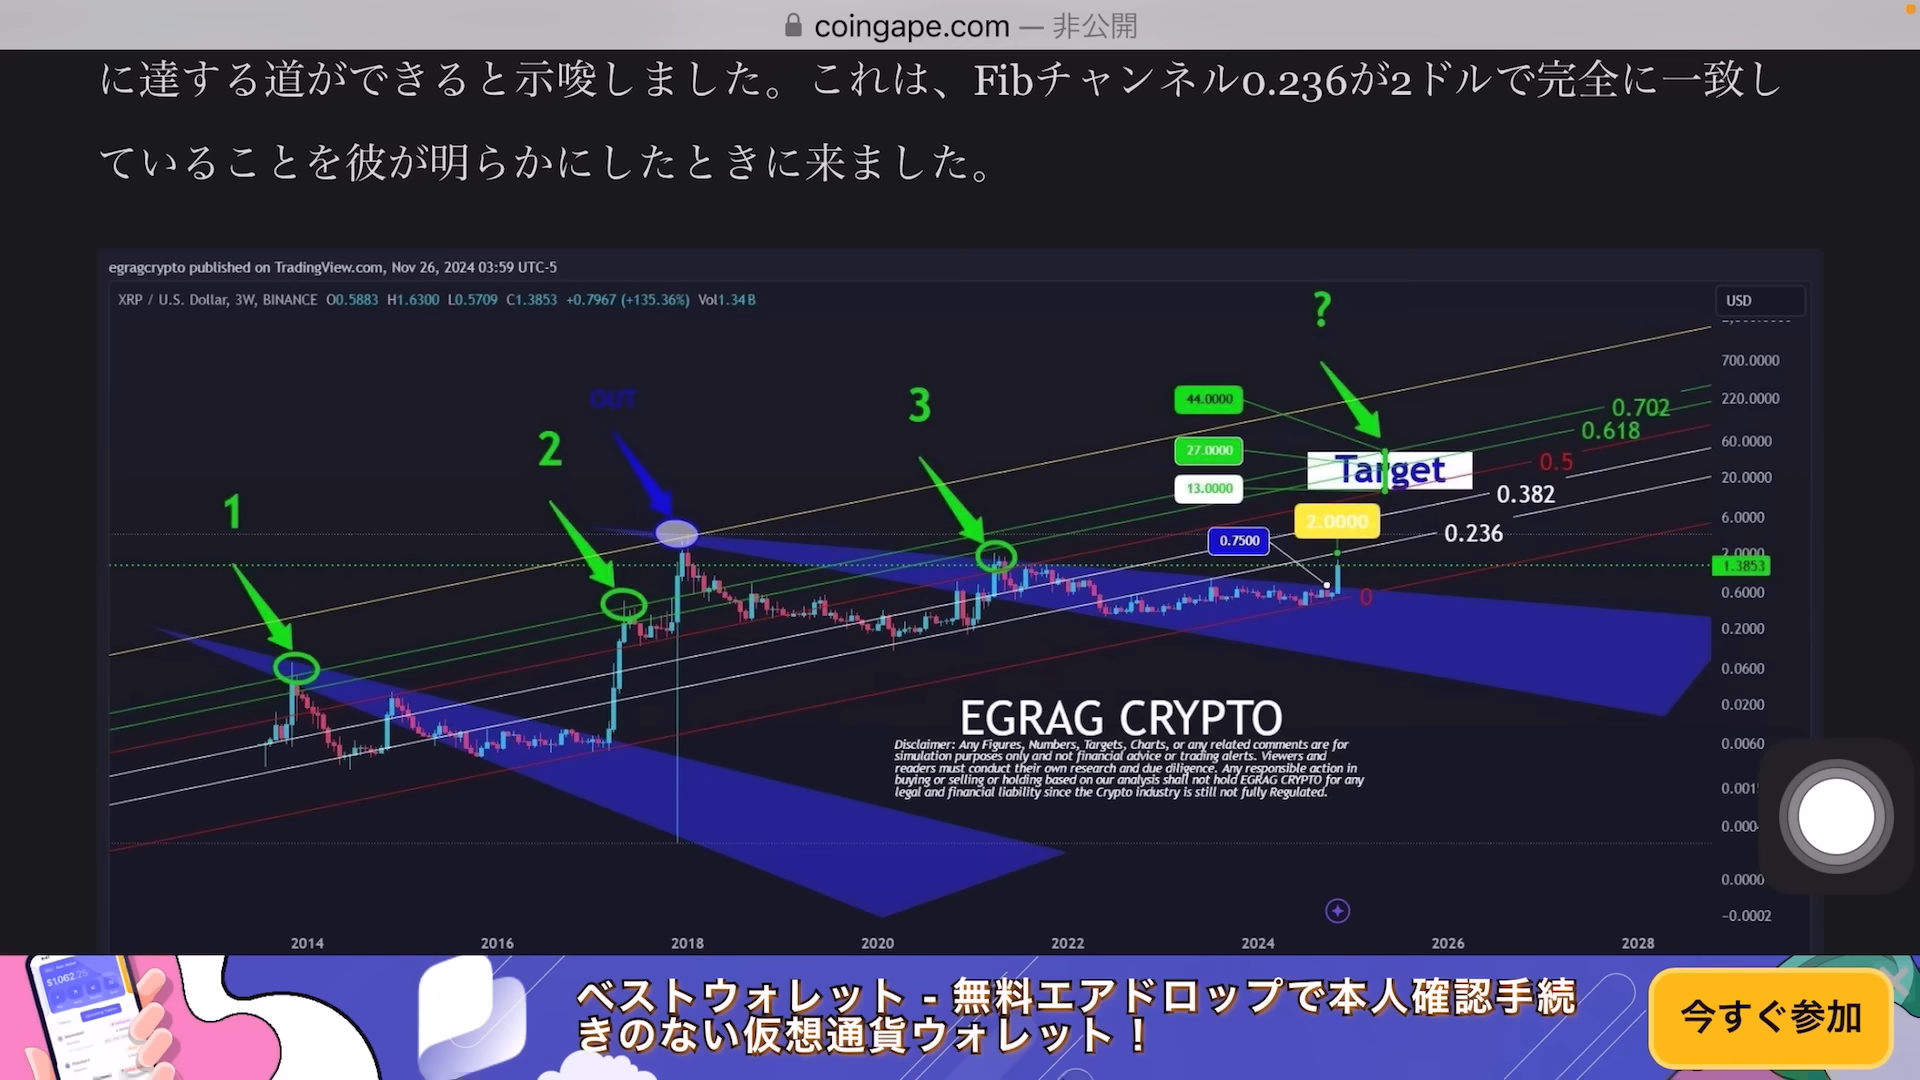 coingape.com — 非公開
に達する道ができると示唆しました。これは、Fibチャンネル0.236が2ドルで完全に一致し
ていることを彼が明らかにしたときに来ました。
egragcrypto published on TradingView.com, Nov 26, 2024 03:59 UTC-5
XRP / U.S. Dollar, 3W, BINANCE O0.5883 H1.6300 L0.5709 C1.3853 +0.7967 (+135.36%) Vol1.34B
USD
?
700.0000
OUT
44.0000
220.0000
3
0.702
0.618
2
60.0000
27.0000
Target
0.5
20.0000
13.0000
0.382
1
6.0000
2.0000
0.236
0.7500
2.0000
1.3853
0.6000
0
0.2000
0.0600
0.0200
EGRAG CRYPTO
0.0060
Disclaimer: Any Figures, Numbers, Targets, Charts, or any related comments are for
simulation purposes only and not financial advice or trading alerts. Viewers and
readers must conduct their own research and due diligence. Any responsible action in
buying or selling or holding based on our analysis shall not hold EGRAG CRYPTO for any
legal and financial liability since the Crypto industry is still not fully Regulated.
0.001
0.000
0.0000
−0.0002
2014 2016 2018 2020 2022 2024 2026 2028
ベストウォレット - 無料エアドロップで本人確認手続
きのない仮想通貨ウォレット！
今すぐ参加
$1,062.25